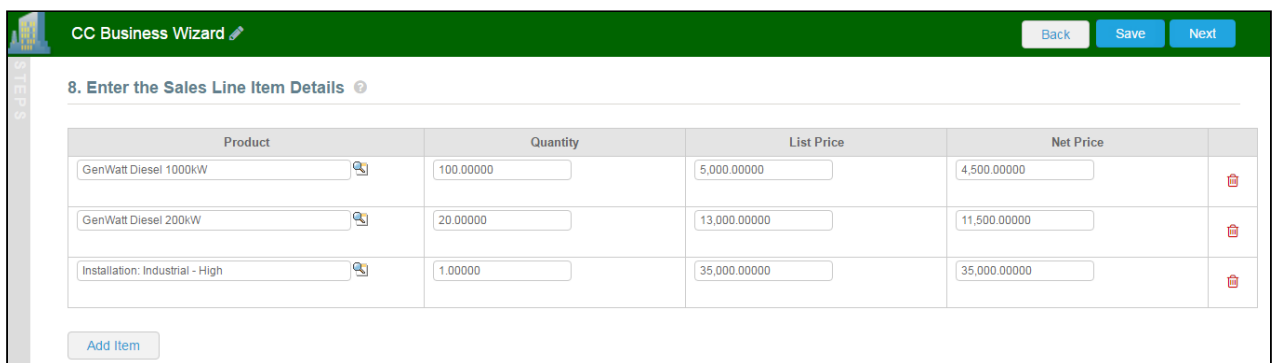 CC Business Wizard
Back
Save
Next
STEPS
8. Enter the Sales Line Item Details
Product Quantity List Price Net Price
GenWatt Diesel 1000kW 100.00000 5,000.00000 4,500.00000
GenWatt Diesel 200kW 20.00000 13,000.00000 11,500.00000
Installation: Industrial - High 1.00000 35,000.00000 35,000.00000
Add Item